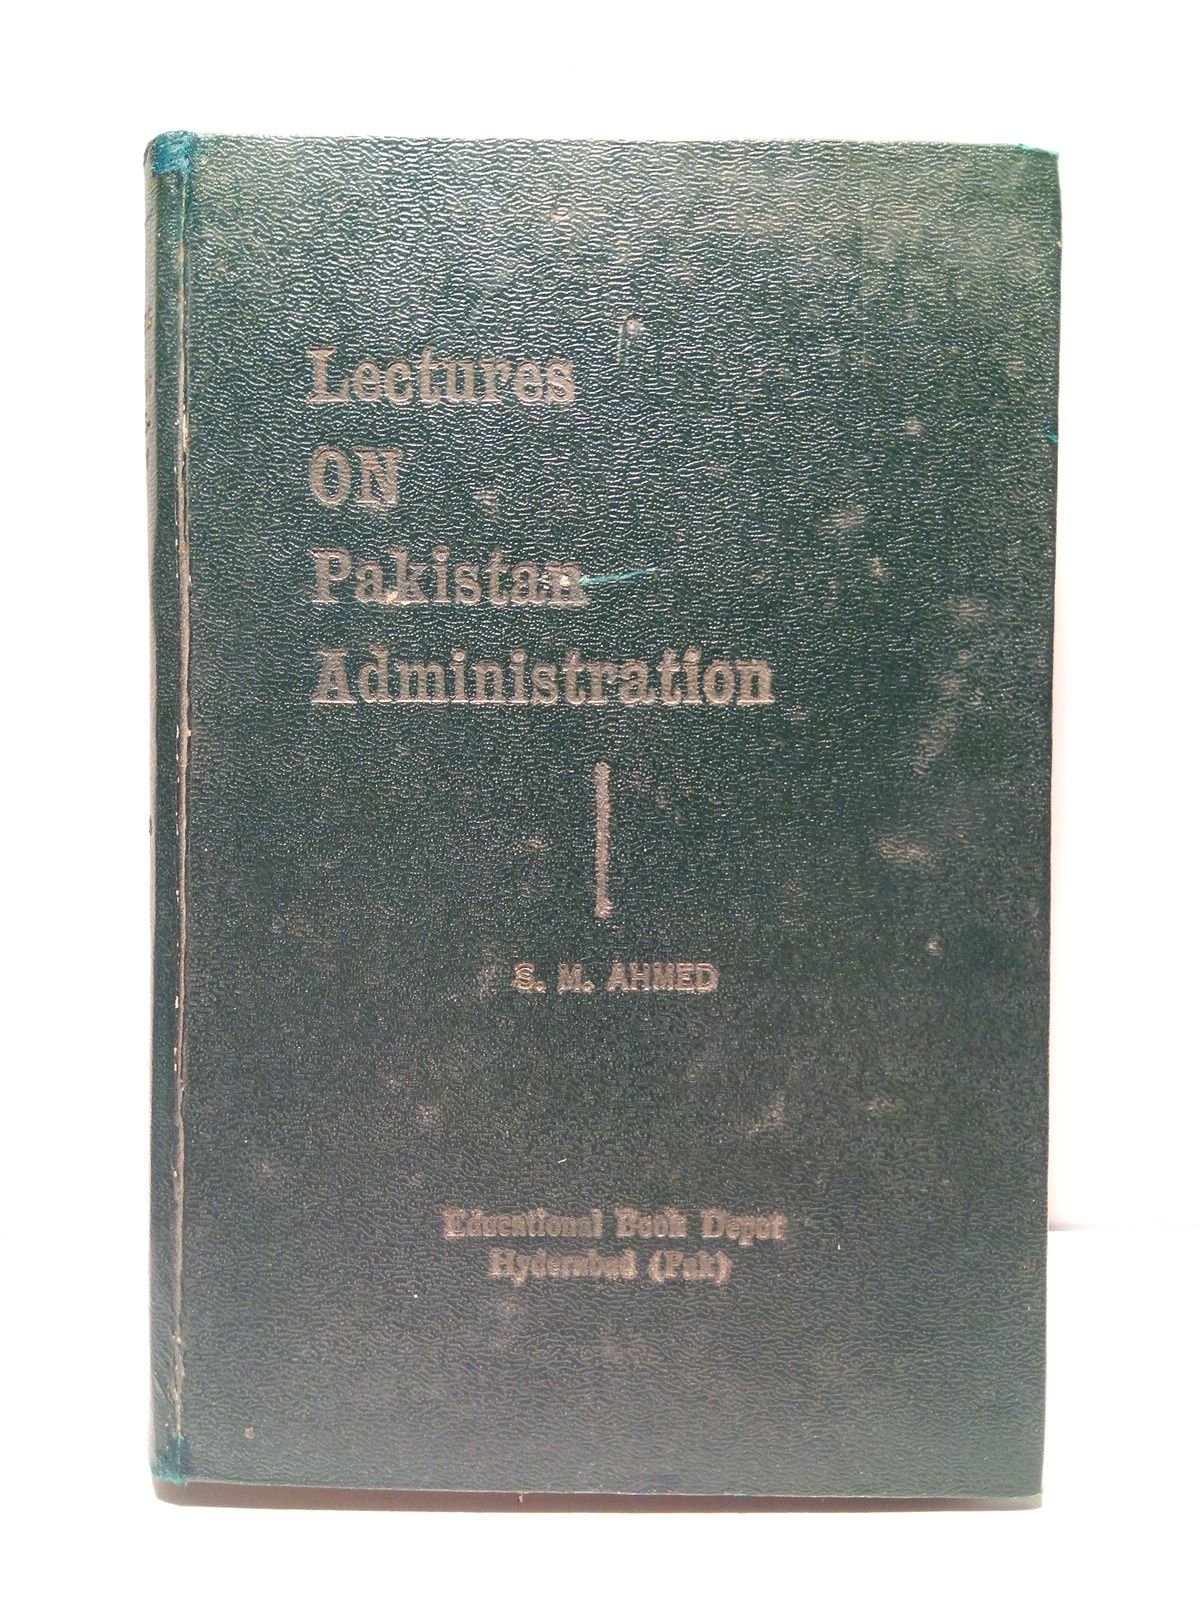 Lectures
ON
Pakistan
Administration
S. M. AHMED
Educational Book Depot
Hyderabad (Pak)